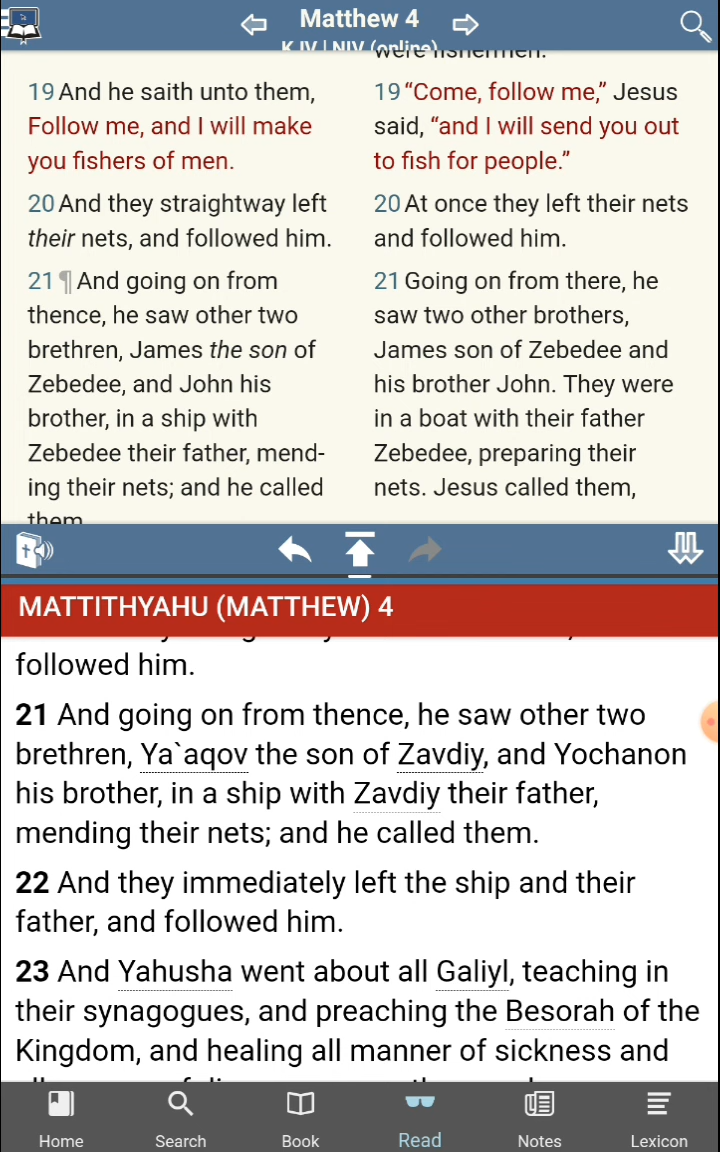 Matthew 4
KJV | NIV (online)
19 And he saith unto them,
Follow me, and I will make
you fishers of men.
20 And they straightway left
their nets, and followed him.
21 ¶ And going on from
thence, he saw other two
brethren, James the son of
Zebedee, and John his
brother, in a ship with
Zebedee their father, mend-
ing their nets; and he called
them
were fishermen.
19 “Come, follow me,” Jesus
said, “and I will send you out
to fish for people.”
20 At once they left their nets
and followed him.
21 Going on from there, he
saw two other brothers,
James son of Zebedee and
his brother John. They were
in a boat with their father
Zebedee, preparing their
nets. Jesus called them,
MATTITHYAHU (MATTHEW) 4
followed him.
21 And going on from thence, he saw other two
brethren, Ya`aqov the son of Zavdiy, and Yochanon
his brother, in a ship with Zavdiy their father,
mending their nets; and he called them.
22 And they immediately left the ship and their
father, and followed him.
23 And Yahusha went about all Galiyl, teaching in
their synagogues, and preaching the Besorah of the
Kingdom, and healing all manner of sickness and
Home Search Book Read Notes Lexicon